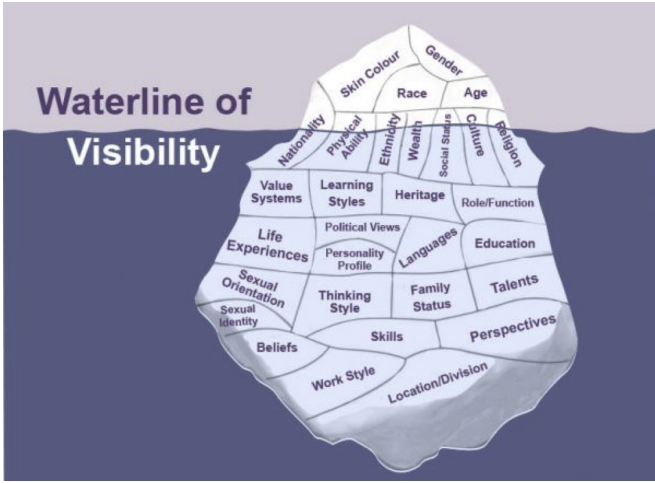 Waterline of
Visibility
Skin Colour
Gender
Race
Age
Nationality
Physical
Ability
Ethnicity
Wealth
Social Status
Culture
Religion
Value
Systems
Learning
Styles
Heritage
Role/Function
Life
Experiences
Political Views
Personality
Profile
Languages
Education
Sexual
Orientation
Sexual
Identity
Thinking
Style
Family
Status
Talents
Beliefs
Skills
Perspectives
Work Style
Location/Division